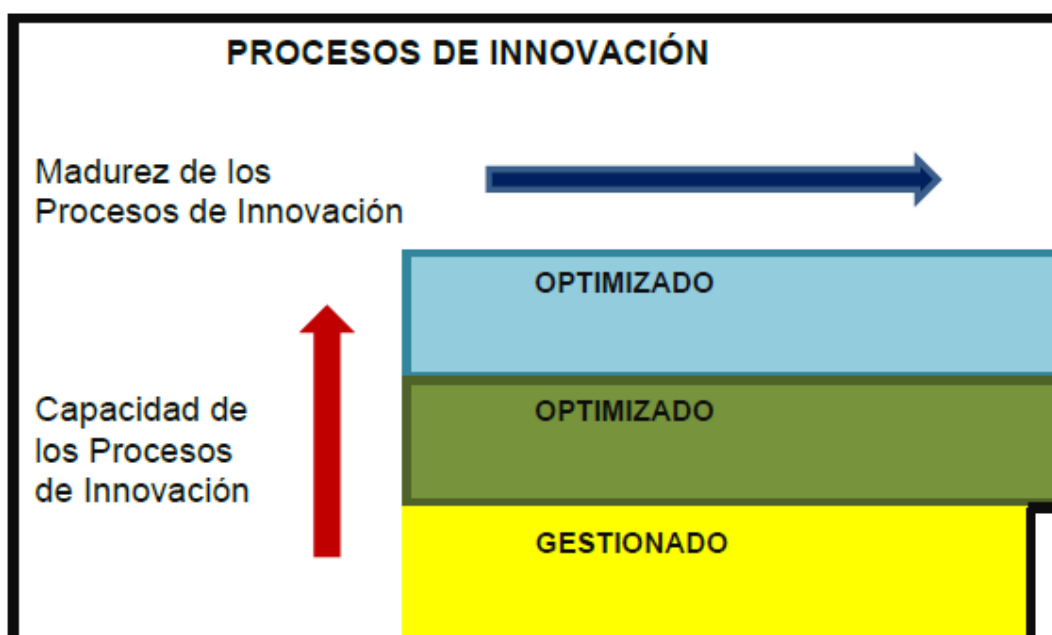 PROCESOS DE INNOVACIÓN
Madurez de los
Procesos de Innovación
OPTIMIZADO
Capacidad de
los Procesos
de Innovación
OPTIMIZADO
GESTIONADO